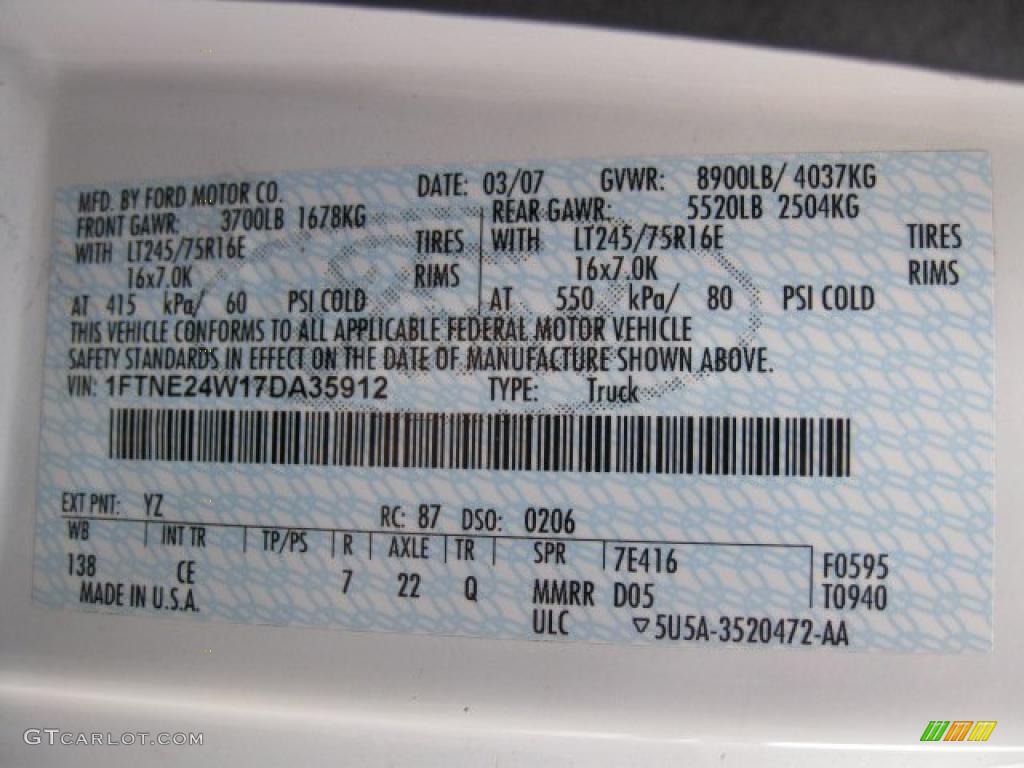 MFD. BY FORD MOTOR CO. DATE: 03/07 GVWR: 8900LB/ 4037KG
FRONT GAWR: 3700LB 1678KG REAR GAWR: 5520LB 2504KG
WITH LT245/75R16E TIRES WITH LT245/75R16E TIRES
16x7.0K RIMS 16x7.0K RIMS
AT 415 kPa/ 60 PSI COLD AT 550 kPa/ 80 PSI COLD
THIS VEHICLE CONFORMS TO ALL APPLICABLE FEDERAL MOTOR VEHICLE
SAFETY STANDARDS IN EFFECT ON THE DATE OF MANUFACTURE SHOWN ABOVE.
VIN: 1FTNE24W17DA35912 TYPE: Truck
EXT PNT: YZ RC: 87 DSO: 0206
WB INT TR TP/PS R AXLE TR SPR 7E416 F0595
138 CE 7 22 Q MMRR D05 T0940
MADE IN U.S.A. ULC ▽5U5A-3520472-AA
GTCARLOT.COM